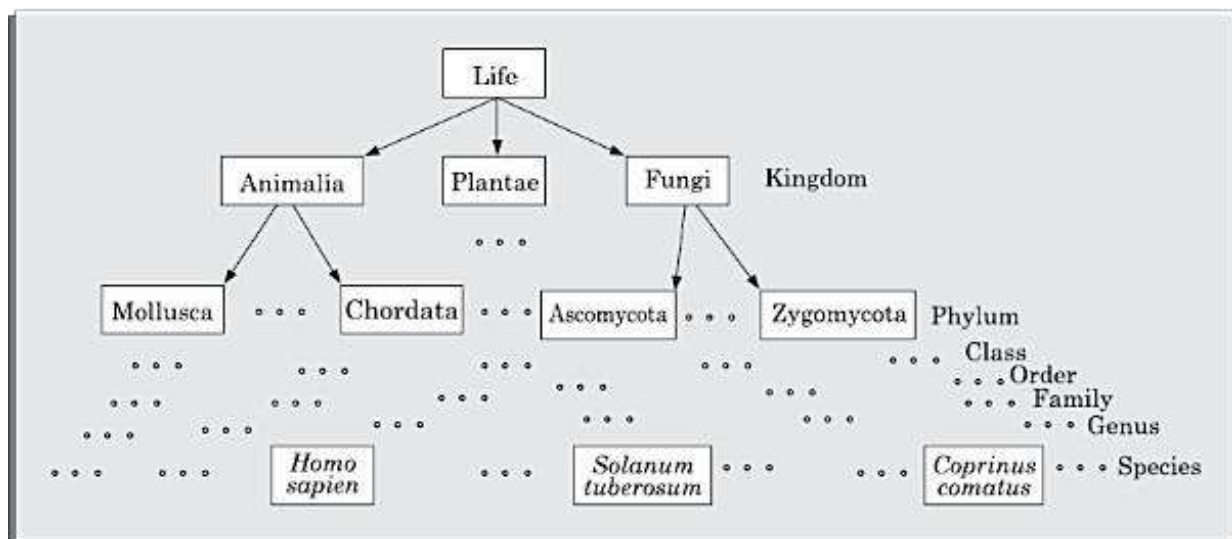 Life
Animalia
Plantae
Fungi
Kingdom
Mollusca
Chordata
Ascomycota
Zygomycota
Phylum
Class
Order
Family
Genus
Homo
sapien
Solanum
tuberosum
Coprinus
comatus
Species